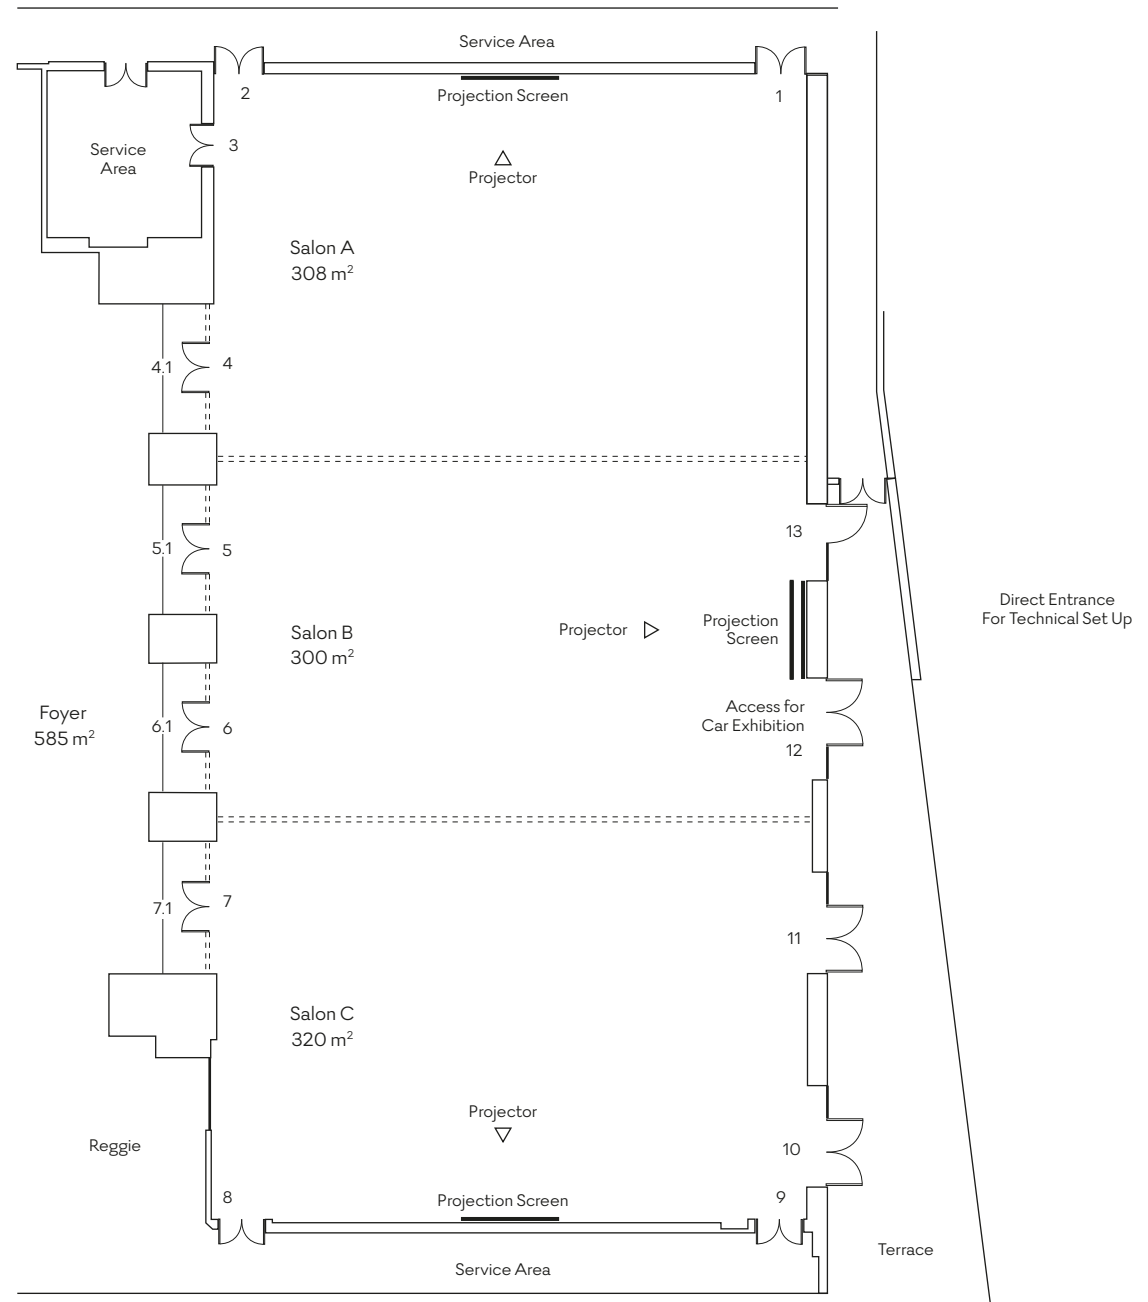 Service Area
2
Projection Screen
1
3
Service
Area
Projector
Salon A
308 m²
4.1
4
13
5.1
5
Direct Entrance
For Technical Set Up
Projection
Screen
Projector
Salon B
300 m²
Foyer
585 m²
6.1
6
Access for
Car Exhibition
12
7.1
7
11
Salon C
320 m²
Projector
Reggie
10
8
Projection Screen
9
Terrace
Service Area